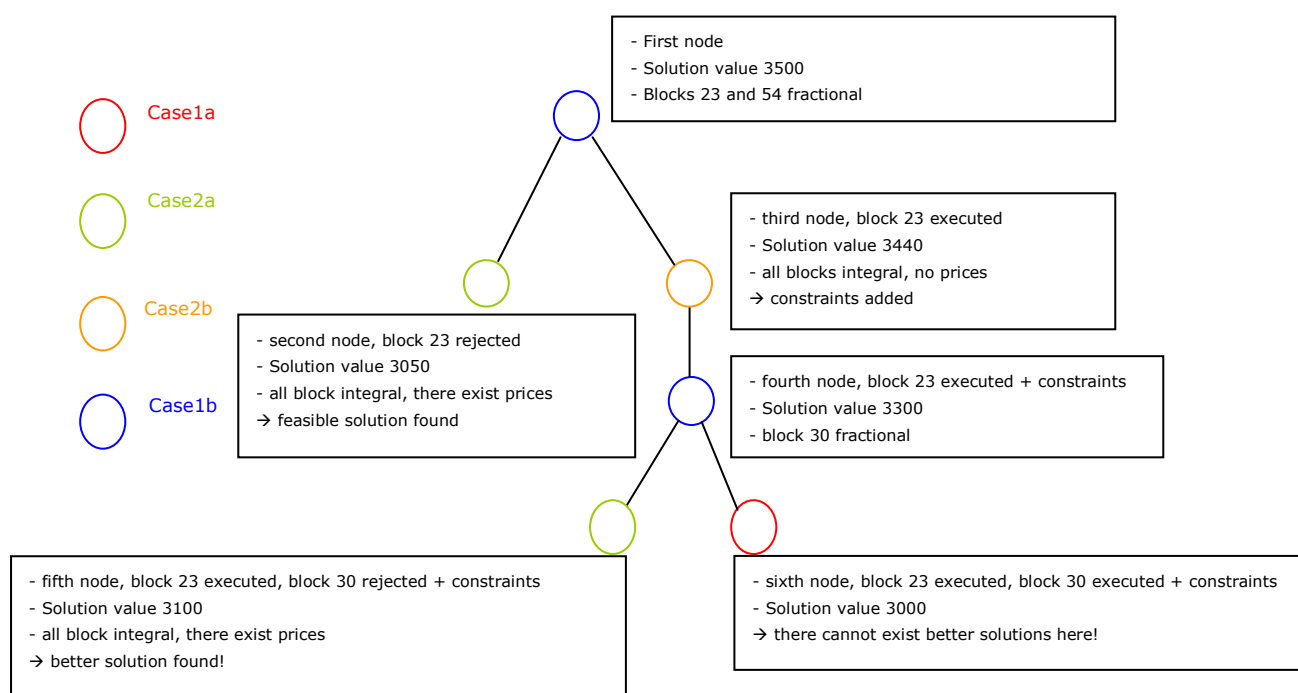 - First node
- Solution value 3500
- Blocks 23 and 54 fractional
Case1a
Case2a
Case2b
Case1b
- third node, block 23 executed
- Solution value 3440
- all blocks integral, no prices
→ constraints added
- second node, block 23 rejected
- Solution value 3050
- all block integral, there exist prices
→ feasible solution found
- fourth node, block 23 executed + constraints
- Solution value 3300
- block 30 fractional
- fifth node, block 23 executed, block 30 rejected + constraints
- Solution value 3100
- all block integral, there exist prices
→ better solution found!
- sixth node, block 23 executed, block 30 executed + constraints
- Solution value 3000
→ there cannot exist better solutions here!